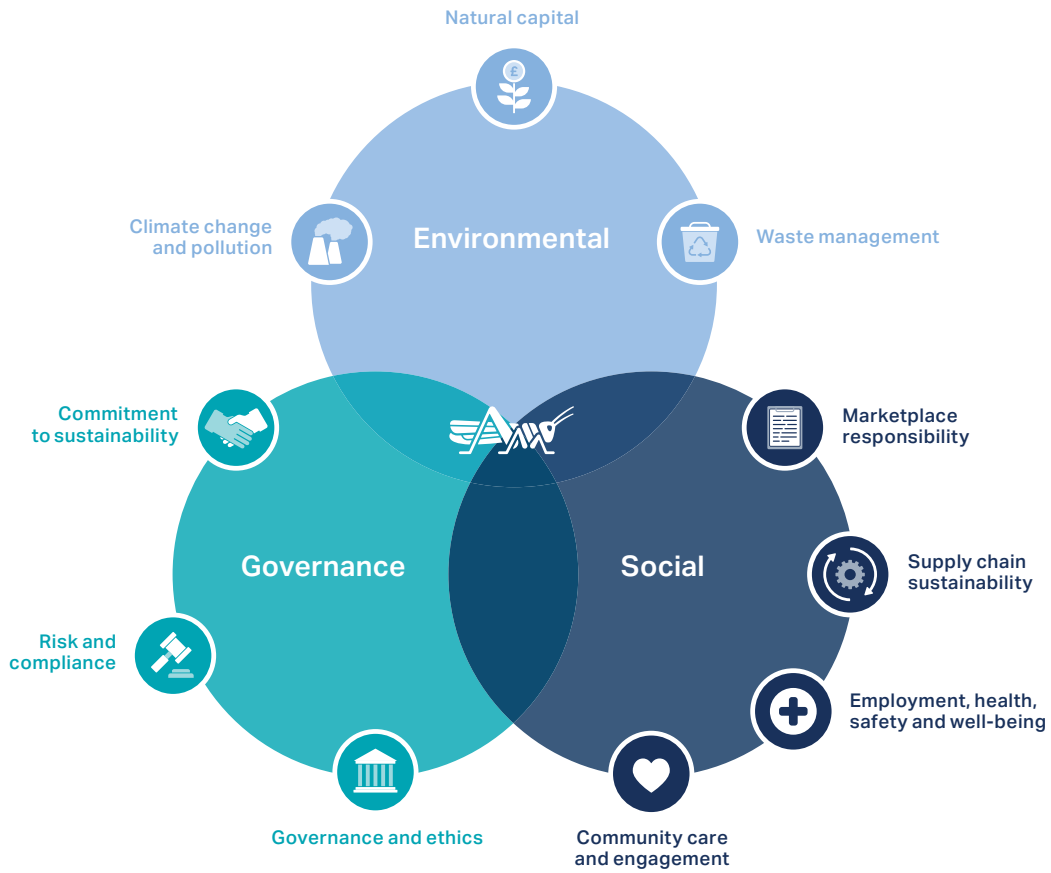 Natural capital
£
Climate change
and pollution
Environmental
Waste management
Commitment
to sustainability
Marketplace
responsibility
Governance
Social
Supply chain
sustainability
Risk and
compliance
Employment, health,
safety and well-being
Governance and ethics
Community care
and engagement